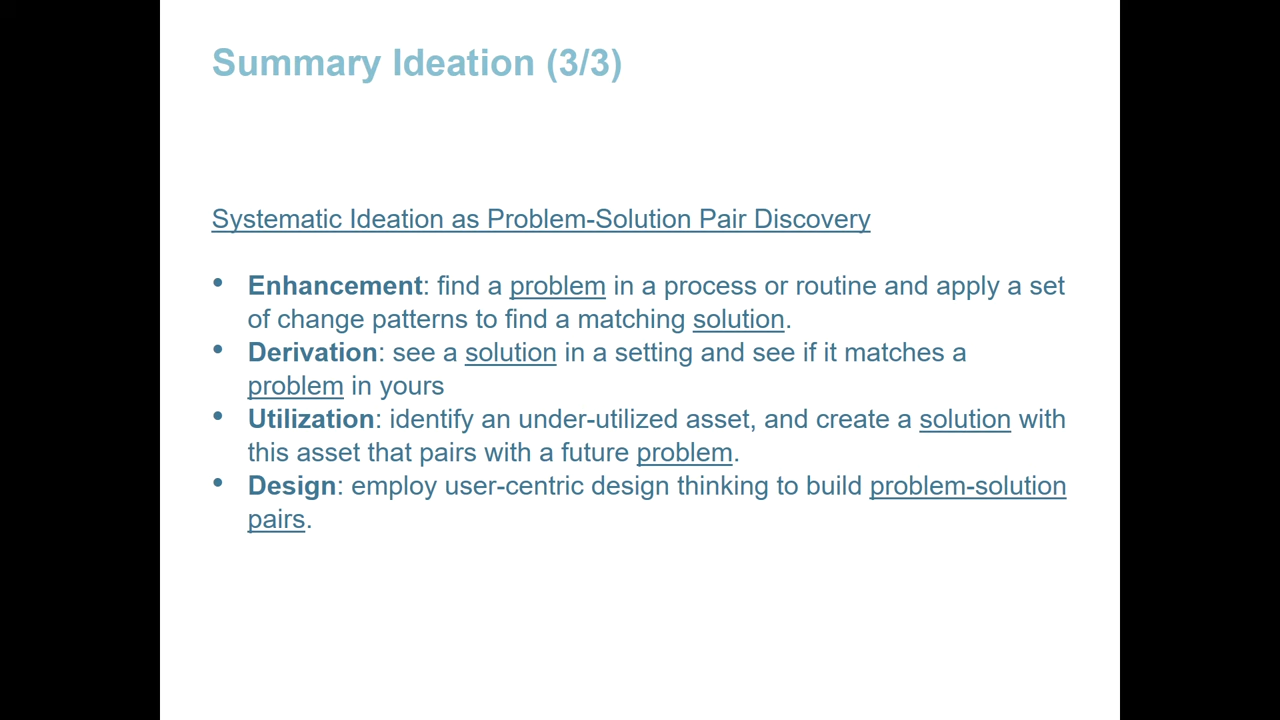 Summary Ideation (3/3)
Systematic Ideation as Problem-Solution Pair Discovery
• Enhancement: find a problem in a process or routine and apply a set
of change patterns to find a matching solution.
• Derivation: see a solution in a setting and see if it matches a
problem in yours
• Utilization: identify an under-utilized asset, and create a solution with
this asset that pairs with a future problem.
• Design: employ user-centric design thinking to build problem-solution
pairs.